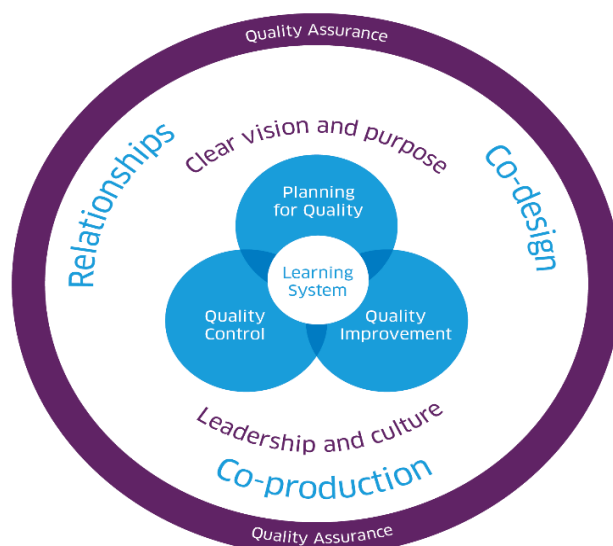 Quality Assurance
Relationships
Clear vision and purpose
Co-design
Planning
for Quality
Learning
System
Quality
Control
Quality
Improvement
Leadership and culture
Co-production
Quality Assurance